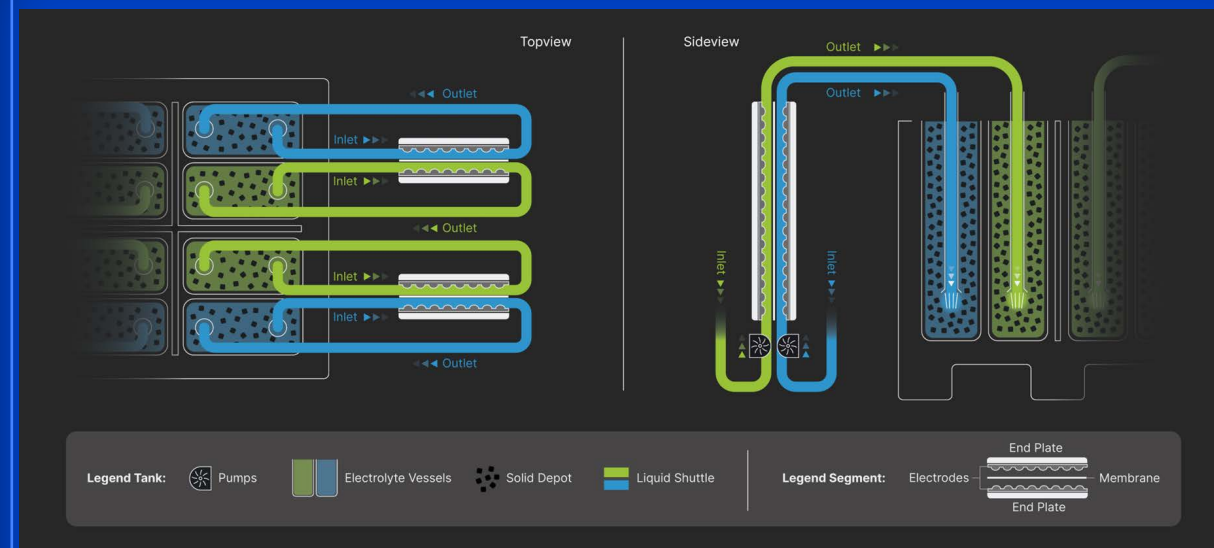 Topview
Sideview
Outlet
Inlet
Inlet
Outlet
Inlet
Inlet
Outlet
Outlet
Outlet
Inlet
Inlet
Legend Tank:
Pumps
Electrolyte Vessels
Solid Depot
Liquid Shuttle
Legend Segment:
End Plate
Electrodes
Membrane
End Plate